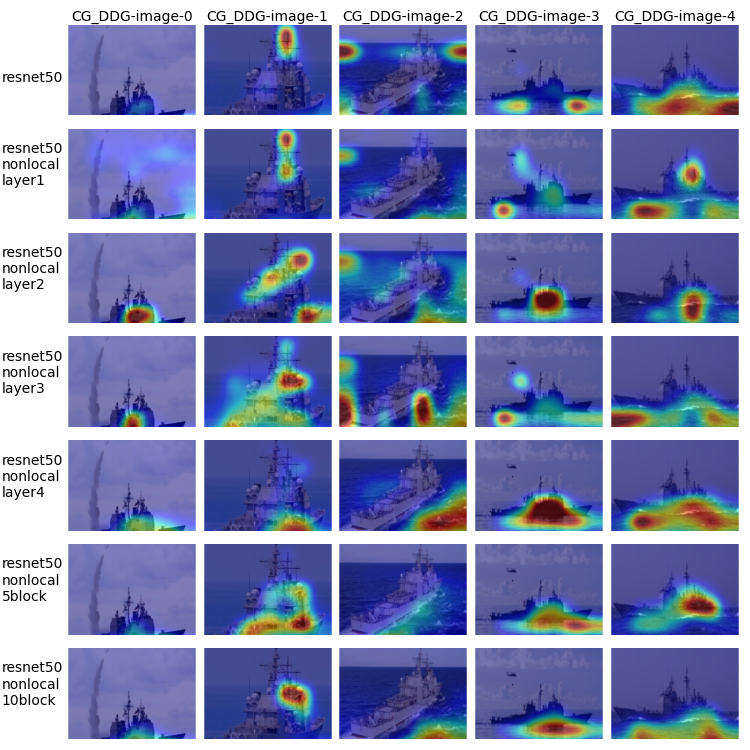 CG_DDG-image-0 CG_DDG-image-1 CG_DDG-image-2 CG_DDG-image-3 CG_DDG-image-4
resnet50
resnet50
nonlocal
layer1
resnet50
nonlocal
layer2
resnet50
nonlocal
layer3
resnet50
nonlocal
layer4
resnet50
nonlocal
5block
resnet50
nonlocal
10block